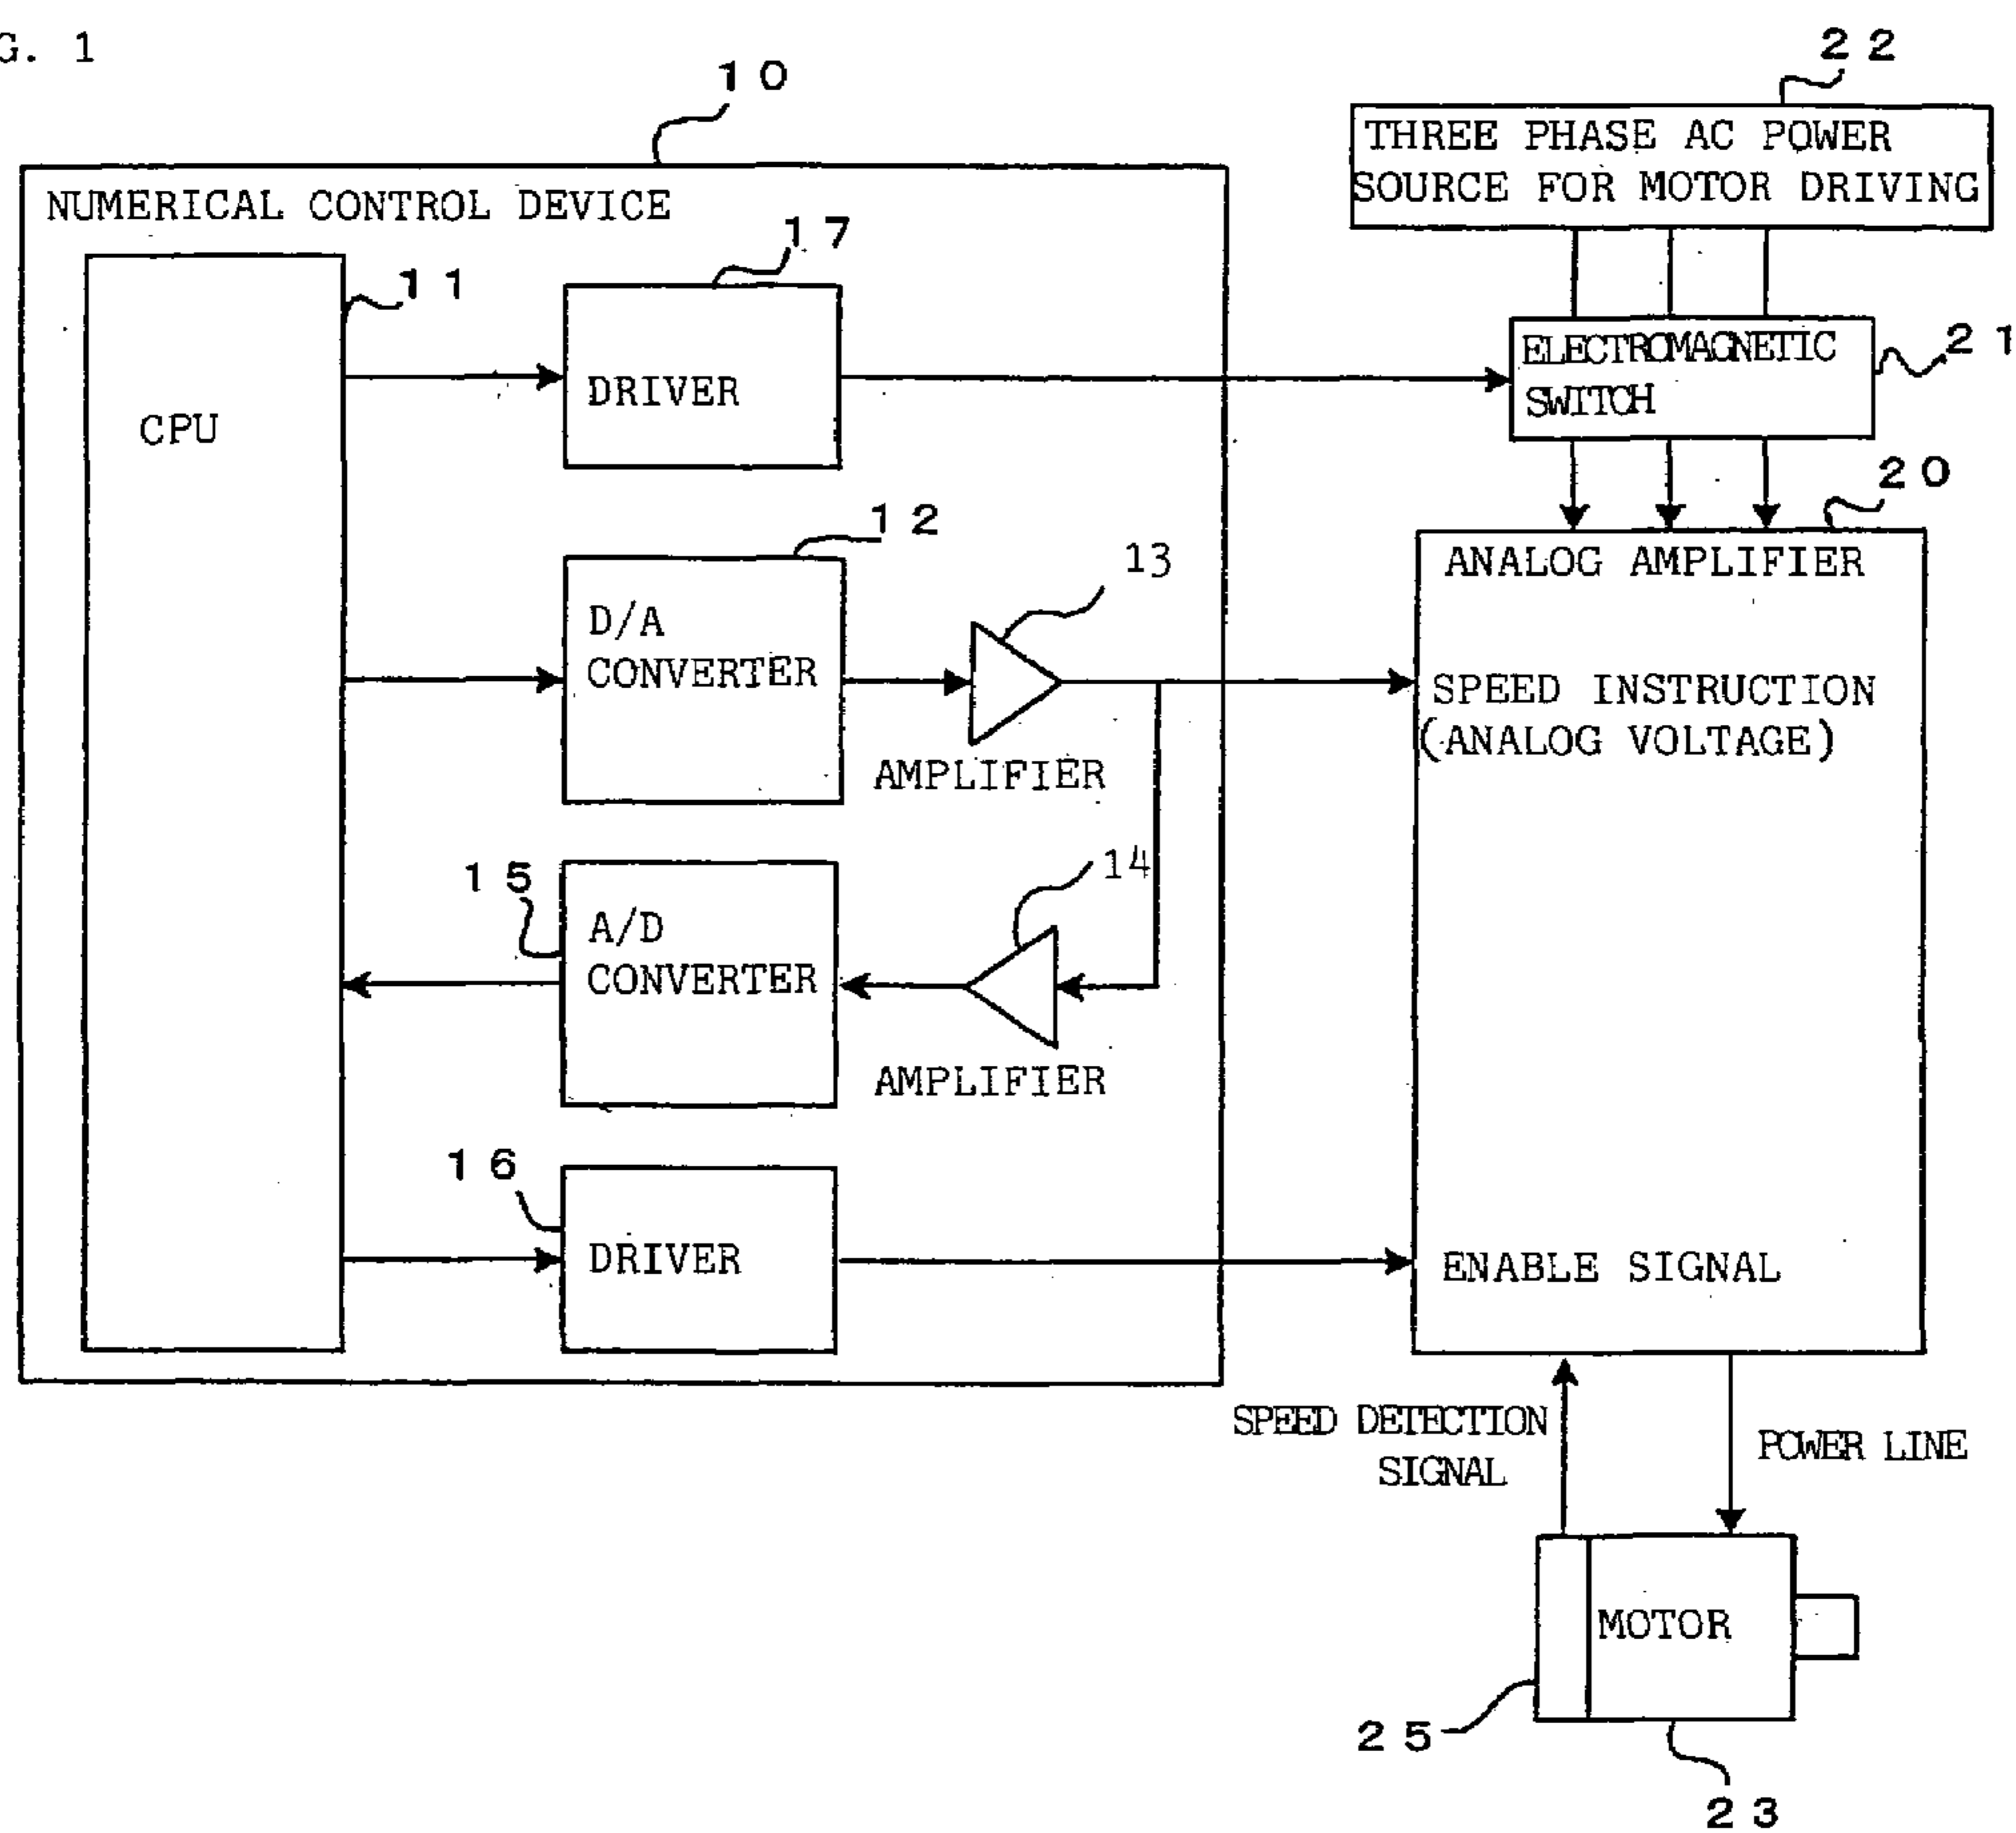 G. 1
10
22
THREE PHASE AC POWER
SOURCE FOR MOTOR DRIVING
NUMERICAL CONTROL DEVICE
17
11
21
ELECTROMAGNETIC
SWITCH
DRIVER
CPU
20
12
13
ANALOG AMPLIFIER
D/A
CONVERTER
SPEED INSTRUCTION
(ANALOG VOLTAGE)
AMPLIFIER
15
14
A/D
CONVERTER
AMPLIFIER
16
DRIVER
ENABLE SIGNAL
SPEED DETECTION
SIGNAL
POWER LINE
MOTOR
25
23